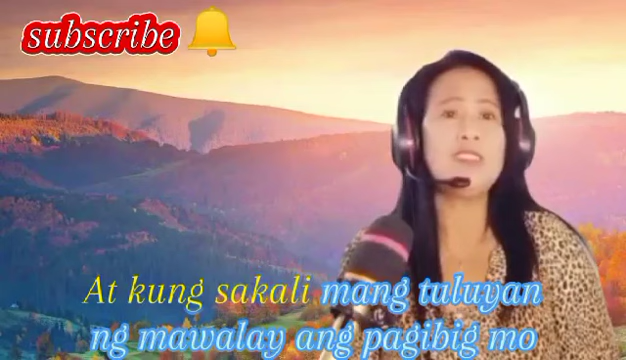 subscribe
At kung sakali mang tuluyan
ng mawalay ang pagibig mo